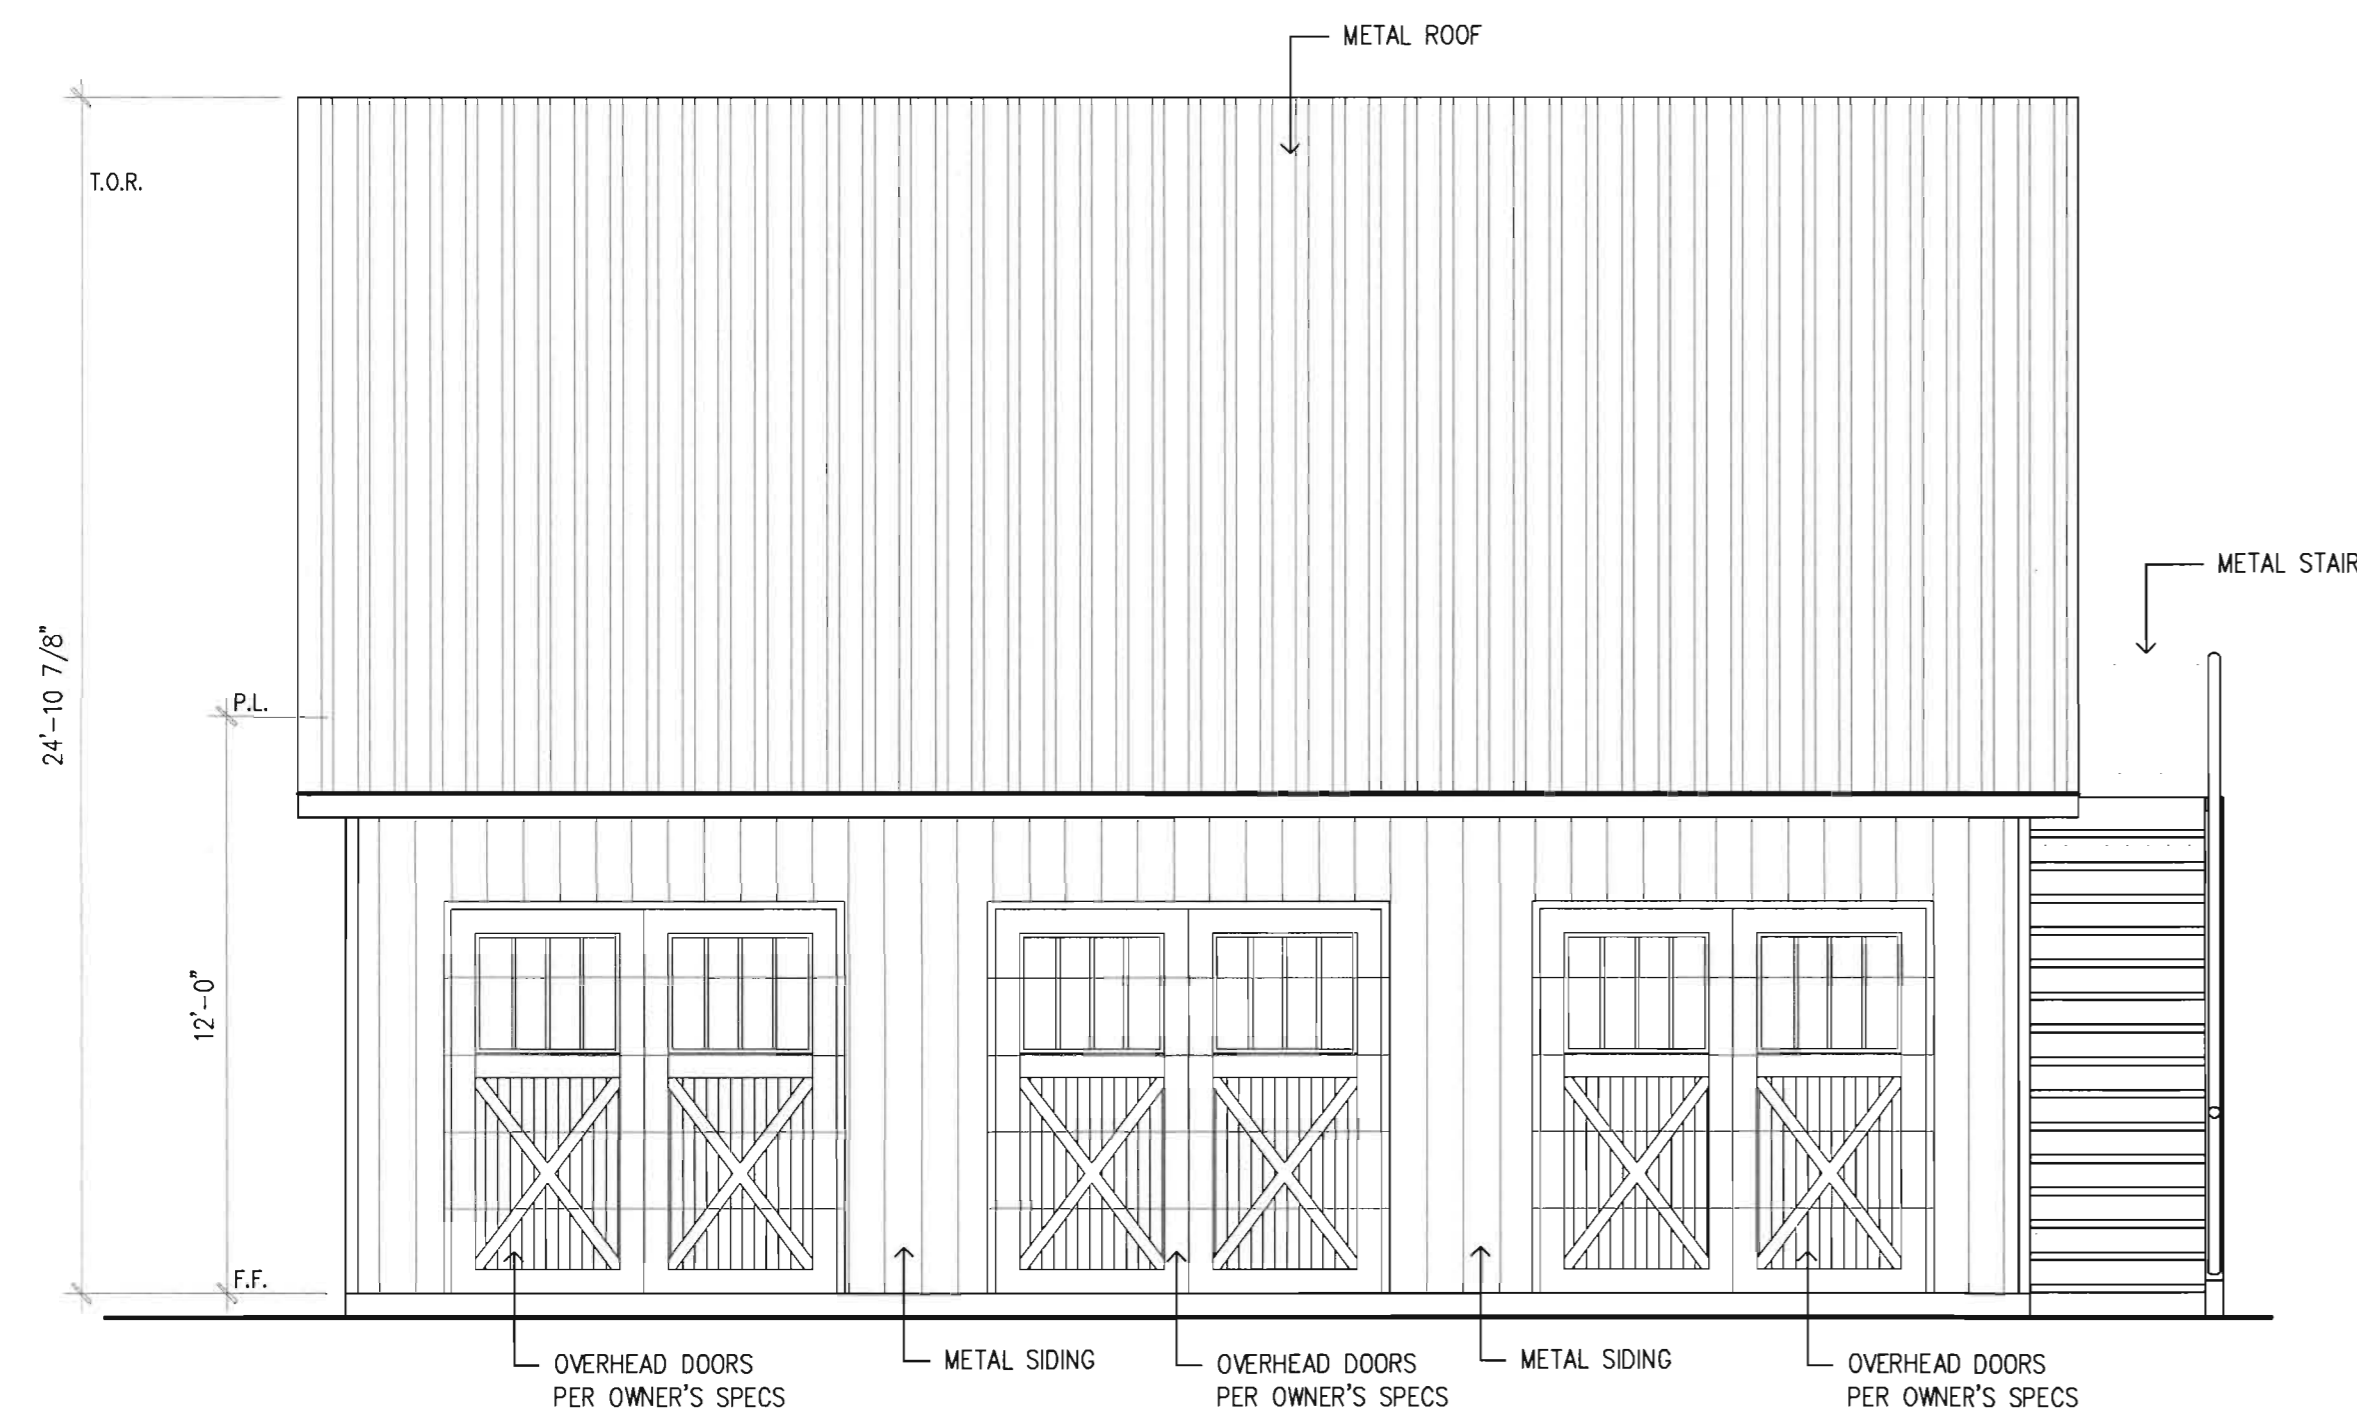 METAL ROOF
T.O.R.
METAL STAIR
24'-10 7/8"
P.L.
12'-0"
F.F.
OVERHEAD DOORS
PER OWNER'S SPECS
METAL SIDING
OVERHEAD DOORS
PER OWNER'S SPECS
METAL SIDING
OVERHEAD DOORS
PER OWNER'S SPECS